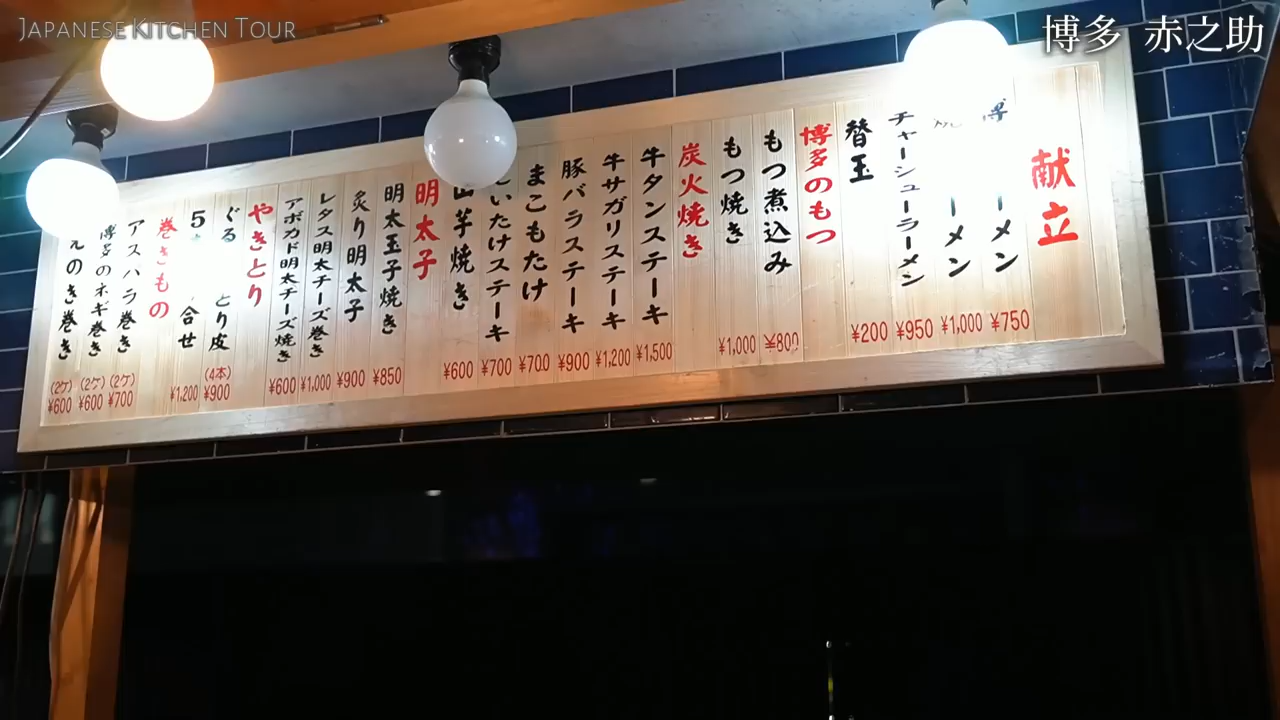 JAPANESE KITCHEN TOUR
博多 赤之助
献立
ーメン ¥750
ーメン ¥1,000
チャーシューラーメン ¥950
替玉 ¥200
博多のもつ
もつ煮込み ¥800
もつ焼き ¥1,000
炭火焼き
牛タンステーキ ¥1,500
牛サガリステーキ ¥1,200
豚バラステーキ ¥900
まこもたけ ¥700
いたけステーキ ¥700
山芋焼き ¥600
明太子
明太玉子焼き ¥850
炙り明太子 ¥900
レタス明太チーズ巻き ¥1,000
アボカド明太チーズ焼き ¥600
やきとり
ぐる とり皮 (4本) ¥900
5 合せ ¥1,200
巻きもの
アスパラ巻き (2ケ) ¥700
博多のネギ巻き (2ケ) ¥600
えのき巻き (2ケ) ¥600